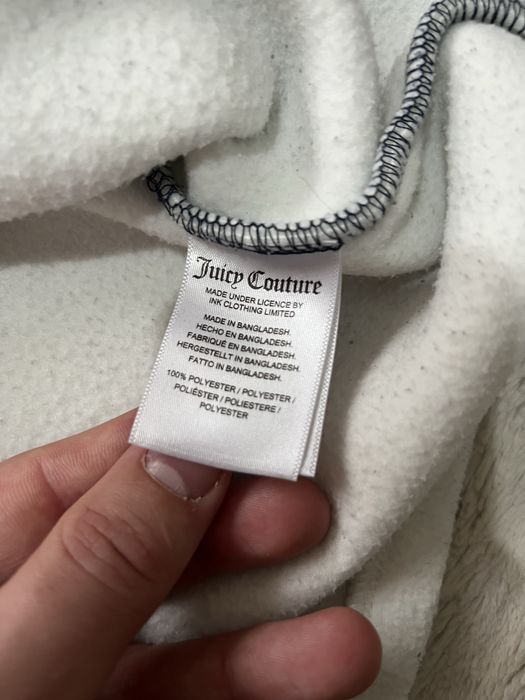 Juicy Couture
MADE UNDER LICENCE BY
INK CLOTHING LIMITED
MADE IN BANGLADESH.
HECHO EN BANGLADESH.
FABRIQUÉ EN BANGLADESH.
HERGESTELLT IN BANGLADESH.
FATTO IN BANGLADESH.
100% POLYESTER / POLYESTER /
POLIÉSTER / POLIESTERE /
POLYESTER